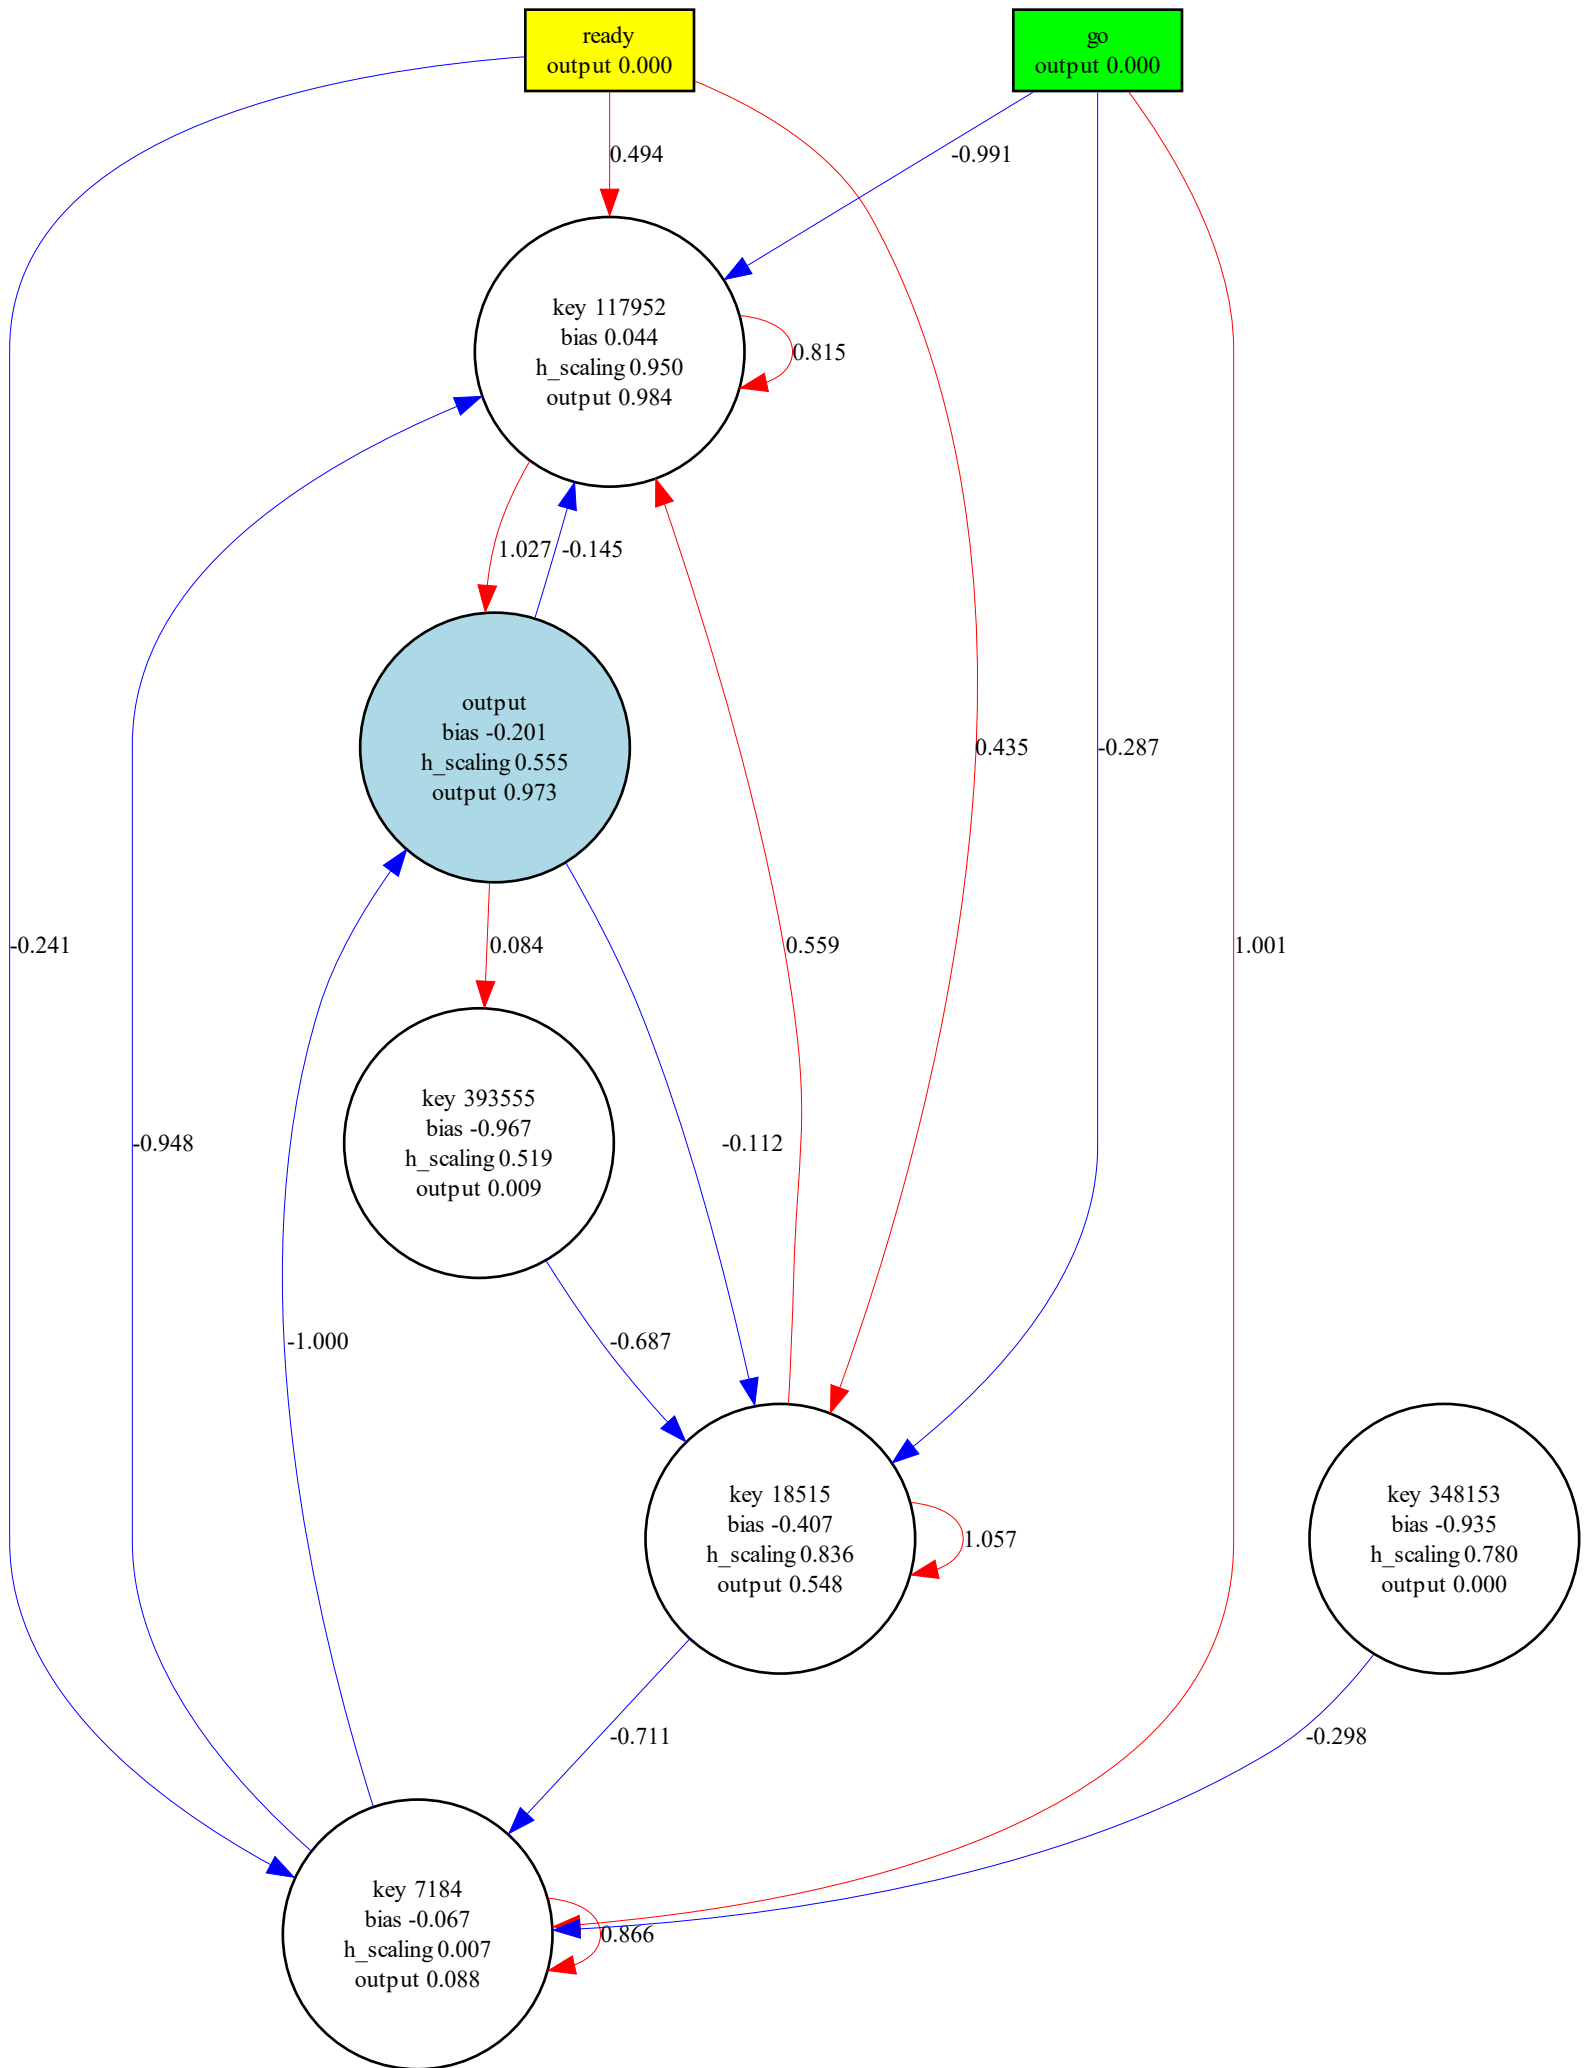 ready
output 0.000
go
output 0.000
0.494
-0.991
key 117952
bias 0.044
h_scaling 0.950
output 0.984
0.815
1.027
-0.145
output
bias -0.201
h_scaling 0.555
output 0.973
0.435
-0.287
-0.241
0.084
0.559
1.001
key 393555
bias -0.967
h_scaling 0.519
output 0.009
-0.948
-0.112
-1.000
-0.687
key 18515
bias -0.407
h_scaling 0.836
output 0.548
1.057
key 348153
bias -0.935
h_scaling 0.780
output 0.000
-0.711
-0.298
key 7184
bias -0.067
h_scaling 0.007
output 0.088
0.866